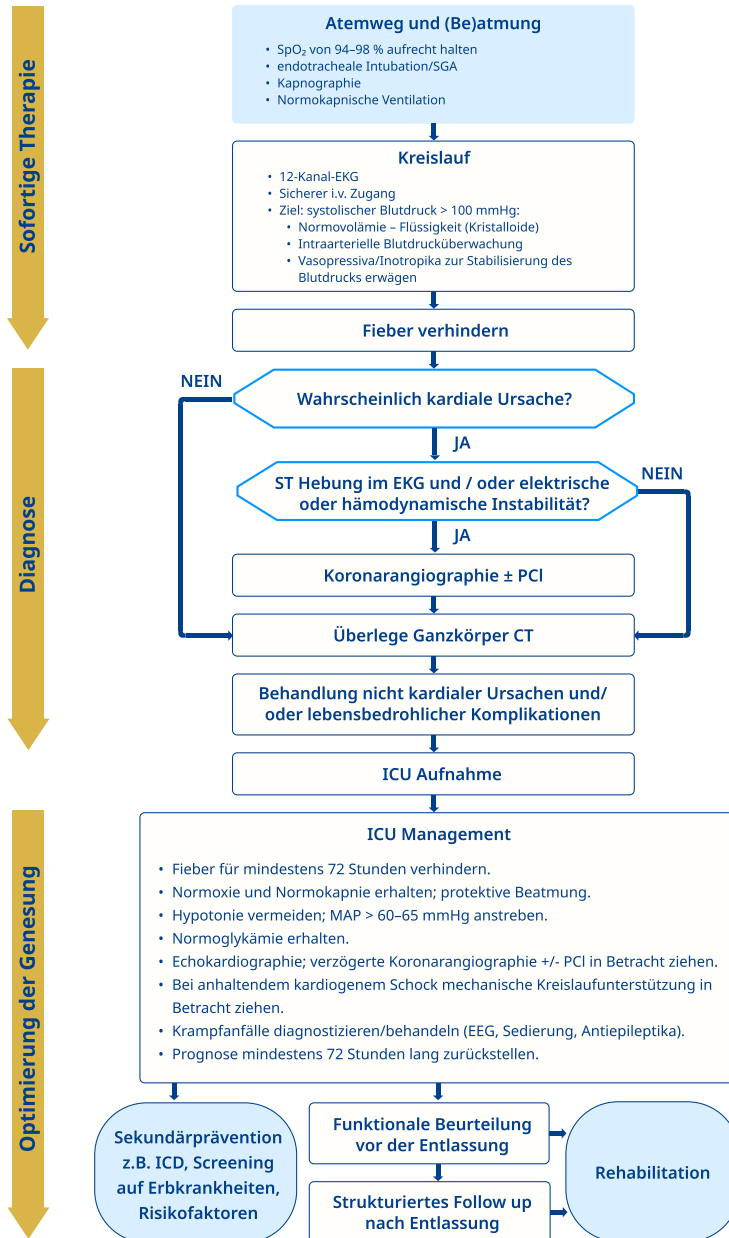 Sofortige Therapie
Atemweg und (Be)atmung
• SpO₂ von 94–98 % aufrecht halten
• endotracheale Intubation/SGA
• Kapnographie
• Normokapnische Ventilation
Kreislauf
• 12-Kanal-EKG
• Sicherer i.v. Zugang
• Ziel: systolischer Blutdruck > 100 mmHg:
• Normovolämie – Flüssigkeit (Kristalloide)
• Intraarterielle Blutdrucküberwachung
• Vasopressiva/Inotropika zur Stabilisierung des
Blutdrucks erwägen
Fieber verhindern
Diagnose
NEIN
Wahrscheinlich kardiale Ursache?
JA
NEIN
ST Hebung im EKG und / oder elektrische
oder hämodynamische Instabilität?
JA
Koronarangiographie ± PCl
Überlege Ganzkörper CT
Behandlung nicht kardialer Ursachen und/
oder lebensbedrohlicher Komplikationen
ICU Aufnahme
Optimierung der Genesung
ICU Management
• Fieber für mindestens 72 Stunden verhindern.
• Normoxie und Normokapnie erhalten; protektive Beatmung.
• Hypotonie vermeiden; MAP > 60–65 mmHg anstreben.
• Normoglykämie erhalten.
• Echokardiographie; verzögerte Koronarangiographie +/- PCl in Betracht ziehen.
• Bei anhaltendem kardiogenem Schock mechanische Kreislaufunterstützung in
Betracht ziehen.
• Krampfanfälle diagnostizieren/behandeln (EEG, Sedierung, Antiepileptika).
• Prognose mindestens 72 Stunden lang zurückstellen.
Sekundärprävention
z.B. ICD, Screening
auf Erbkrankheiten,
Risikofaktoren
Funktionale Beurteilung
vor der Entlassung
Strukturiertes Follow up
nach Entlassung
Rehabilitation